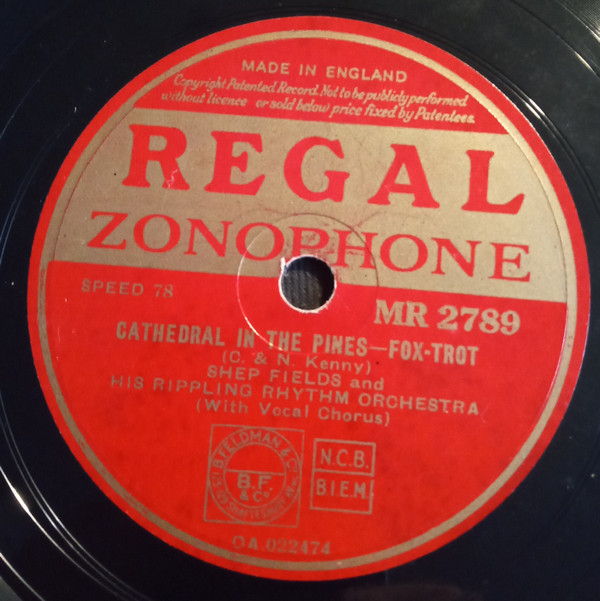 MADE IN ENGLAND
Copyright Patented Record. Not to be publicly performed
without licence or sold below price fixed by Patentees.
REGAL
ZONOPHONE
SPEED 78
MR 2789
CATHEDRAL IN THE PINES—FOX-TROT
(C. & N. Kenny)
SHEP FIELDS and
HIS RIPPLING RHYTHM ORCHESTRA
(With Vocal Chorus)
B. FELDMAN & Co
B.F.
& Co.
N.C.B.
B.I.E.M.
OA.022474